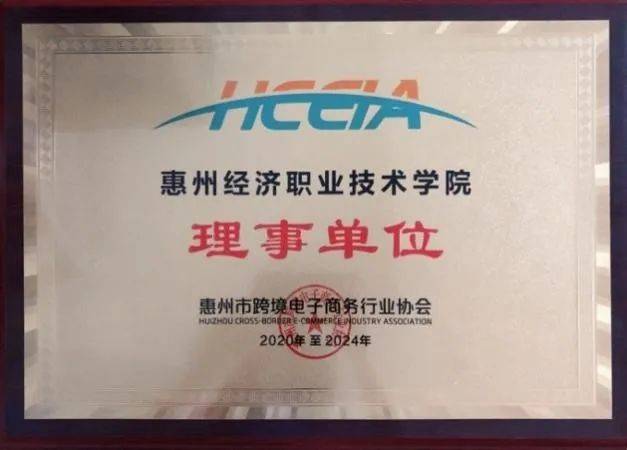 HCCIA
惠州经济职业技术学院
理事单位
惠州市跨境电子商务行业协会
HUIZHOU CROSS-BORDER E-COMMERCE INDUSTRY ASSOCIATION
2020年至2024年